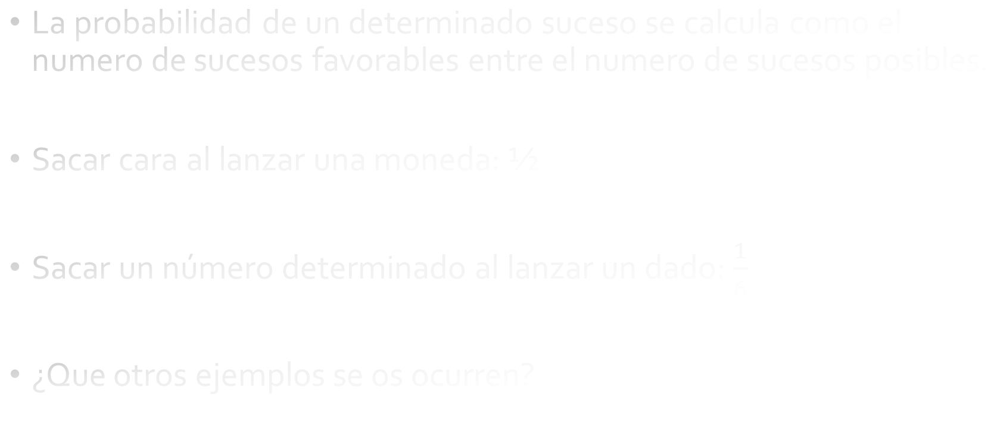 • La probabilidad de un determinado suceso se calcula como el
numero de sucesos favorables entre el numero de sucesos posibles.
• Sacar cara al lanzar una moneda: ½
• Sacar un número determinado al lanzar un dado: 1/6
• ¿Que otros ejemplos se os ocurren?